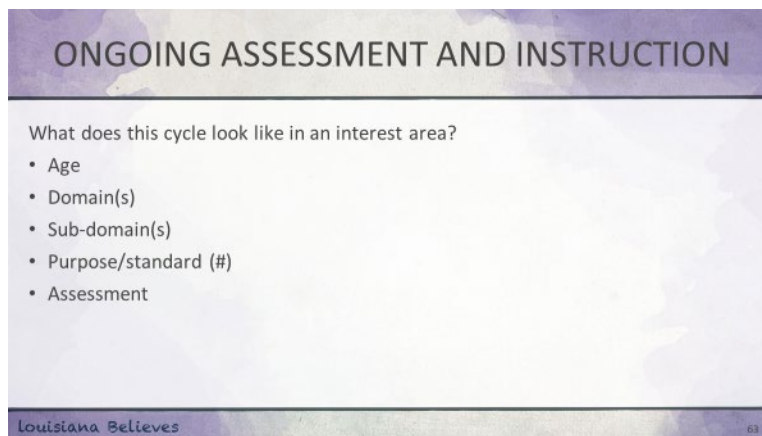 ONGOING ASSESSMENT AND INSTRUCTION
What does this cycle look like in an interest area?
• Age
• Domain(s)
• Sub-domain(s)
• Purpose/standard (#)
• Assessment
Louisiana Believes
63